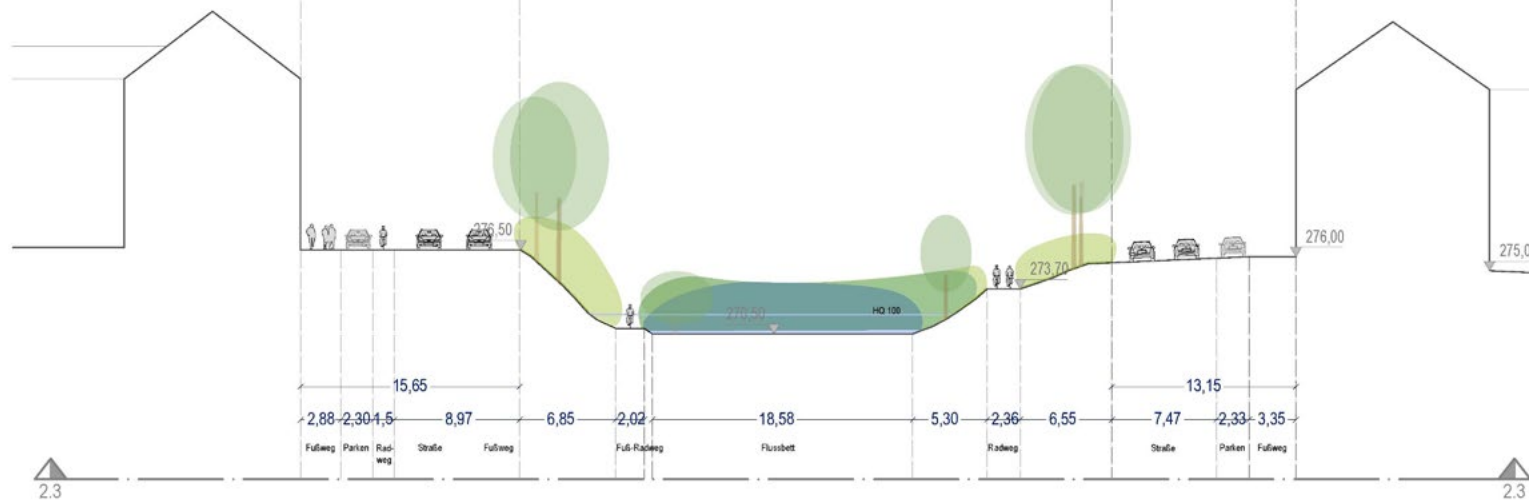 276,50
273,70
276,00
275,0
270,50
HQ 100
15,65
13,15
2,88 2,30 1,5 8,97 6,85 2,02 18,58 5,30 2,36 6,55 7,47 2,33 3,35
Fußweg Parken Rad- Straße Fußweg Fuß-Radweg Flussbett Radweg Straße Parken Fußweg
weg
2.3 2.3